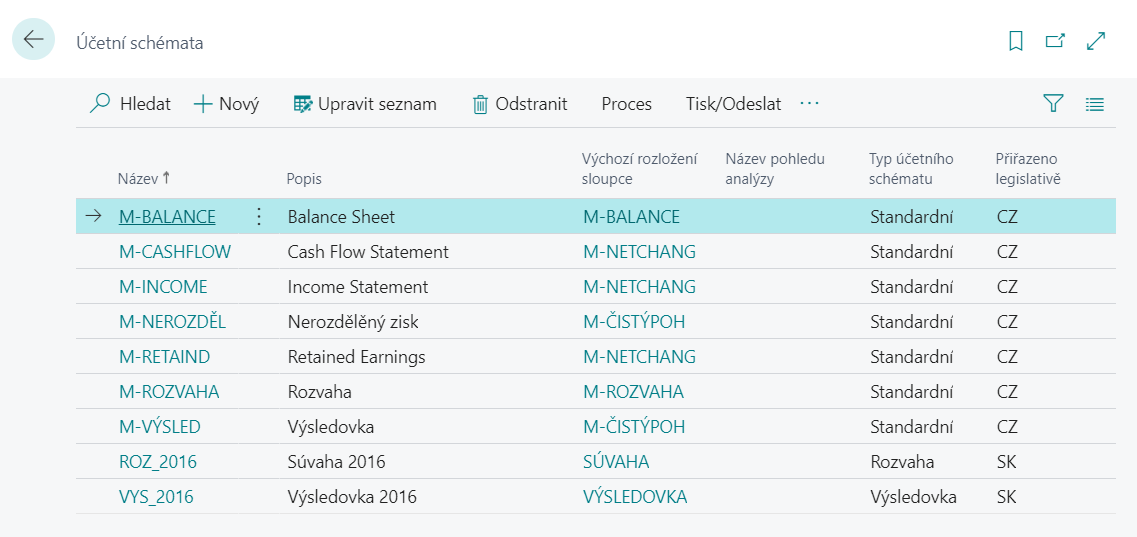 Účetní schémata
Hledat Nový Upravit seznam Odstranit Proces Tisk/Odeslat ···
Název ↑ Popis Výchozí rozložení sloupce Název pohledu analýzy Typ účetního schématu Přiřazeno legislativě
M-BALANCE Balance Sheet M-BALANCE Standardní CZ
M-CASHFLOW Cash Flow Statement M-NETCHANG Standardní CZ
M-INCOME Income Statement M-NETCHANG Standardní CZ
M-NEROZDĚL Nerozdělěný zisk M-ČISTÝPOH Standardní CZ
M-RETAIND Retained Earnings M-NETCHANG Standardní CZ
M-ROZVAHA Rozvaha M-ROZVAHA Standardní CZ
M-VÝSLED Výsledovka M-ČISTÝPOH Standardní CZ
ROZ_2016 Súvaha 2016 SÚVAHA Rozvaha SK
VYS_2016 Výsledovka 2016 VÝSLEDOVKA Výsledovka SK